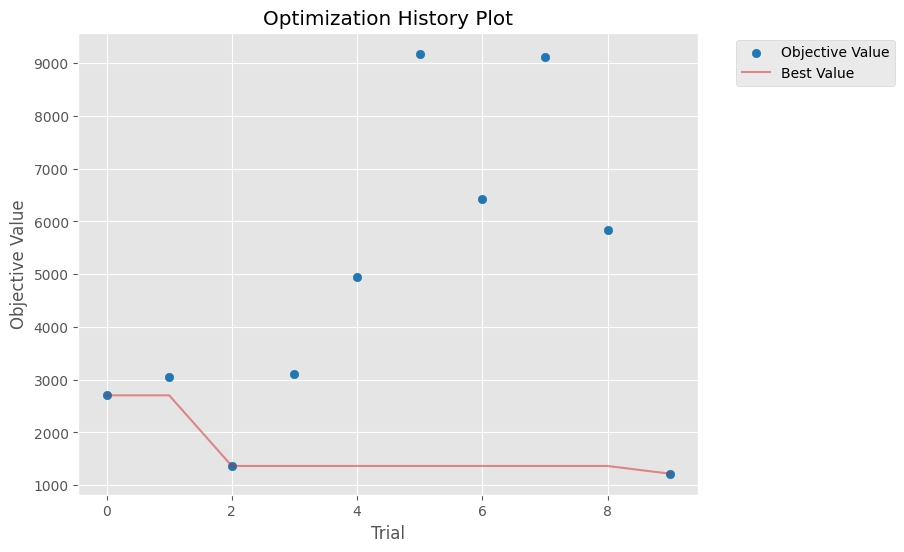 Optimization History Plot
Objective Value
Best Value
Objective Value
9000
8000
7000
6000
5000
4000
3000
2000
1000
0 2 4 6 8
Trial